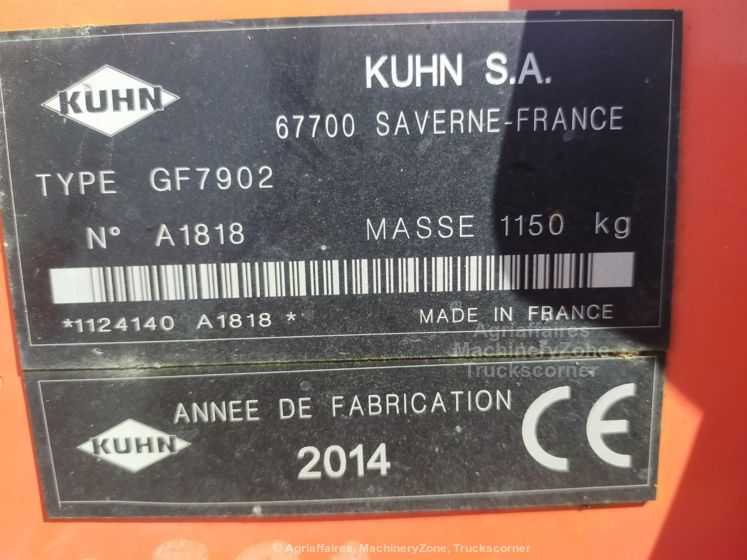 KUHN
KUHN S.A.
67700 SAVERNE-FRANCE
TYPE GF7902
N° A1818 MASSE 1150 kg
*1124140 A1818 *
MADE IN FRANCE
Agriaffaires
MachineryZone
Truckscorner
KUHN
ANNEE DE FABRICATION
2014
CE
© Agriaffaires, MachineryZone, Truckscorner